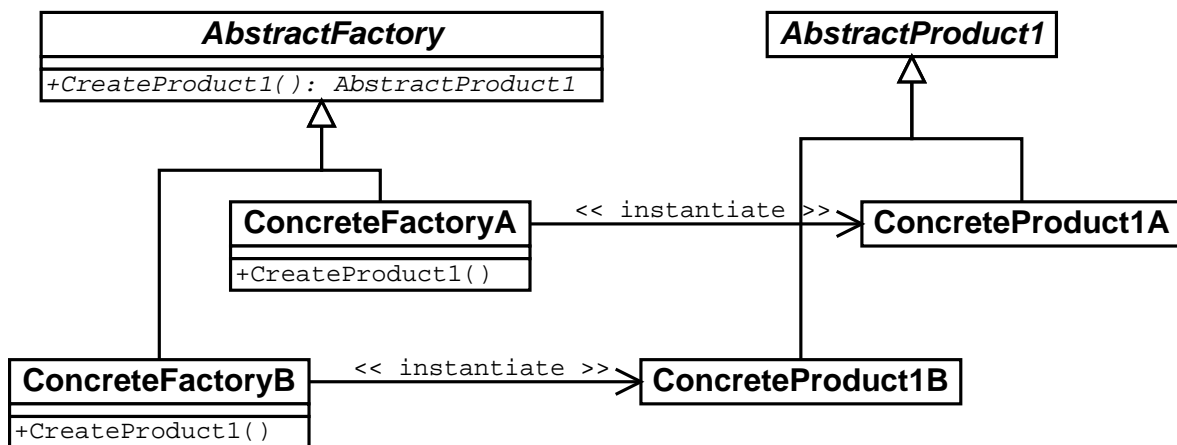 AbstractFactory
+CreateProduct1(): AbstractProduct1
AbstractProduct1
ConcreteFactoryA
+CreateProduct1()
<< instantiate >>
ConcreteProduct1A
ConcreteFactoryB
+CreateProduct1()
<< instantiate >>
ConcreteProduct1B